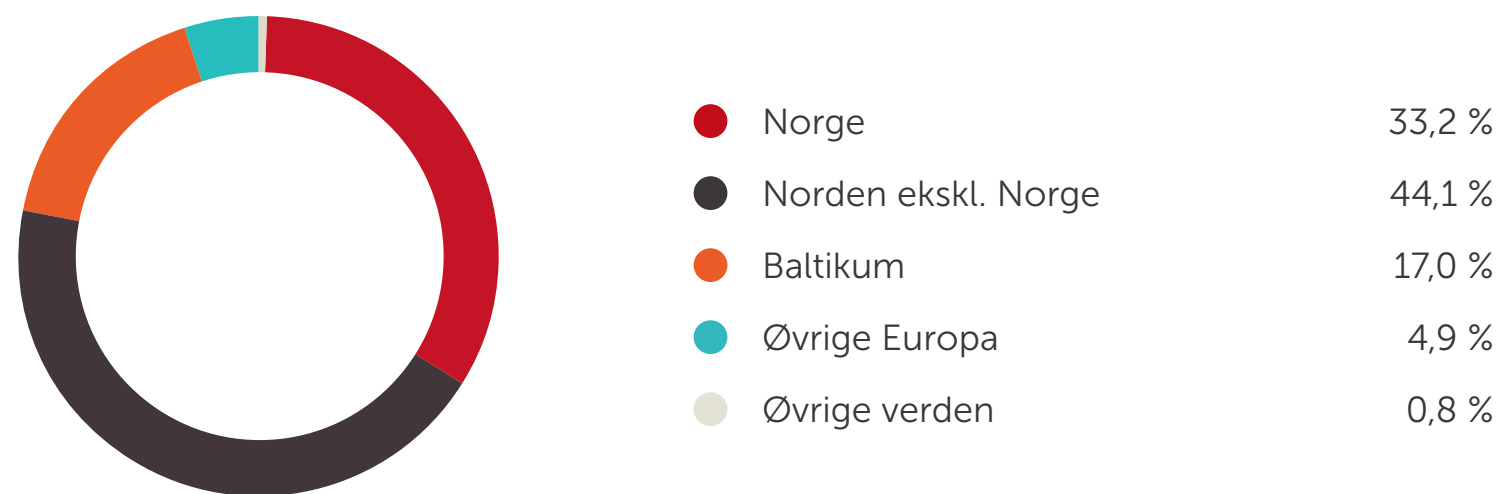 Norge 33,2 %
Norden ekskl. Norge 44,1 %
Baltikum 17,0 %
Øvrige Europa 4,9 %
Øvrige verden 0,8 %